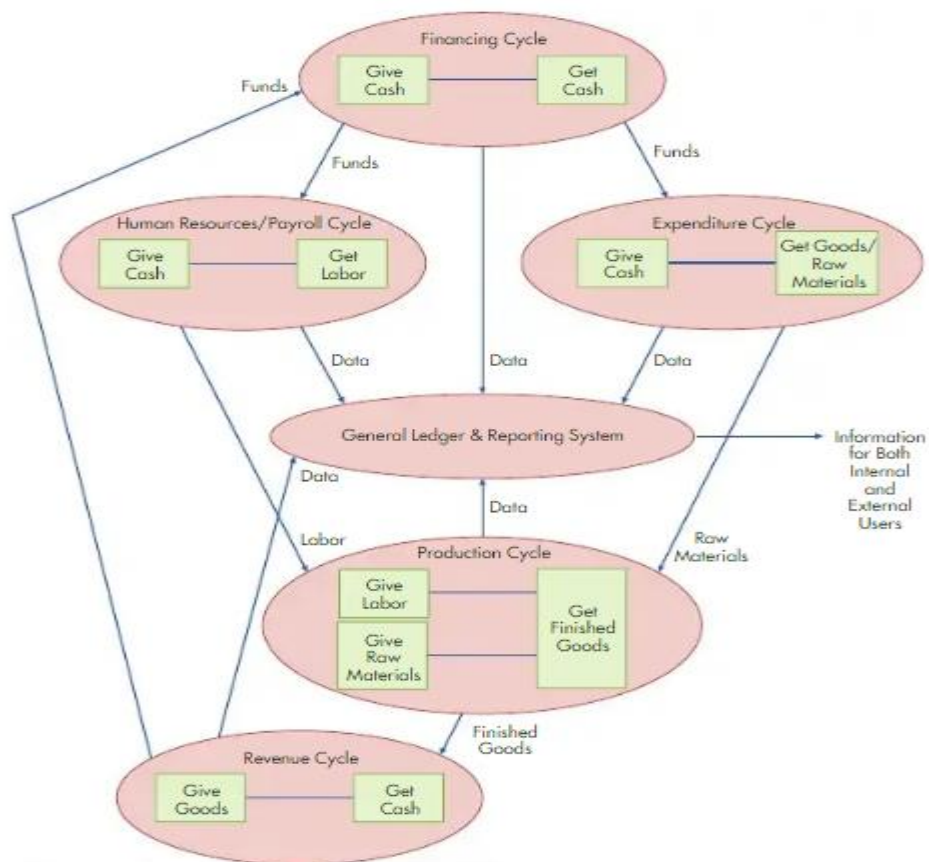 Financing Cycle
Give
Cash
Get
Cash
Funds
Funds
Funds
Human Resources/Payroll Cycle
Give
Cash
Get
Labor
Expenditure Cycle
Give
Cash
Get Goods/
Raw
Materials
Data
Data
Data
General Ledger & Reporting System
Information
for Both
Internal
and
External
Users
Data
Data
Labor
Raw
Materials
Production Cycle
Give
Labor
Give
Raw
Materials
Get
Finished
Goods
Finished
Goods
Revenue Cycle
Give
Goods
Get
Cash